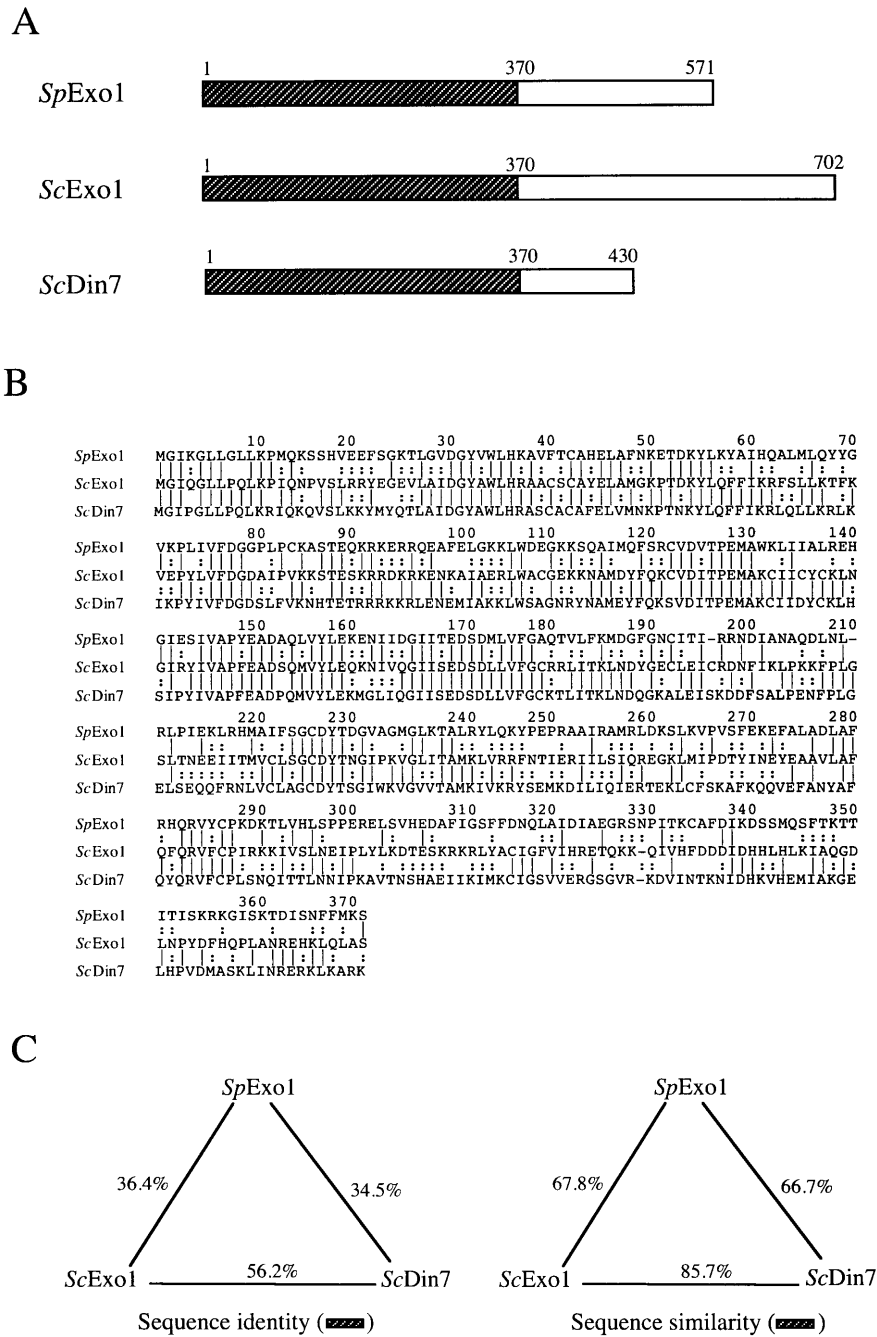 A
1 370 571
SpExo1
1 370 702
ScExo1
1 370 430
ScDin7
B
10 20 30 40 50 60 70
SpExo1 MGIKGLLGLLKPMQKSSHVEEFSGKTLGVDGYVWLHKAVFTCAHELAFNKETDKYLKYAIHQALMLQYYG
ScExo1 MGIQGLLPQLKPIQNPVSLRRYEGEVLAIDGYAWLHRAACSCAYELAMGKPTDKYLQFFIKRFSLLKTFK
ScDin7 MGIPGLLPQLKRIQKQVSLKKYMYQTLAIDGYAWLHRASCACAFELVMNKPTNKYLQFFIKRLQLLKRLK
80 90 100 110 120 130 140
SpExo1 VKPLIVFDGGPLPCKASTEQKRKERRQEAFELGKKLWDEGKKSQAIMQFSRCVDVTPEMAWKLIIALREH
ScExo1 VEPYLVFDGDAIPVKKSTESKRRDKRKENKAIAERLWACGEKKNAMDYFQKCVDITPEMAKCIICYCKLN
ScDin7 IKPYIVFDGDSLFVKNHTETRRRKKRLENEMIAKKLWSAGNRYNAMEYFQKSVDITPEMAKCIIDYCKLH
150 160 170 180 190 200 210
SpExo1 GIESIVAPYEADAQLVYLEKENIIDGIITEDSDMLVFGAQTVLFKMDGFGNCITI-RRNDIANAQDLNL-
ScExo1 GIRYIVAPFEADSQMVYLEQKNIVQGIISEDSDLLVFGCRRLITKLNDYGECLEICRDNFIKLPKKFPLG
ScDin7 SIPYIVAPFEADPQMVYLEKMGLIQGIISEDSDLLVFGCKTLITKLNDQGKALEISKDDFSALPENFPLG
220 230 240 250 260 270 280
SpExo1 RLPIEKLRHMAIFSGCDYTDGVAGMGLKTALRYLQKYPEPRAAIRAMRLDKSLKVPVSFEKEFALADLAF
ScExo1 SLTNEEIITMVCLSGCDYTNGIPKVGLITAMKLVRRFNTIERIILSIQREGKLMIPDTYINEYEAAVLAF
ScDin7 ELSEQQFRNLVCLAGCDYTSGIWKVGVVTAMKIVKRYSEMKDILIQIERTEKLCFSKAFKQQVEFANYAF
290 300 310 320 330 340 350
SpExo1 RHQRVYCPKDKTLVHLSPPERELSVHEDAFIGSFFDNQLAIDIAEGRSNPITKCAFDIKDSSMQSFTKTT
ScExo1 QFQRVFCPIRKKIVSLNEIPLYLKDTESKRKRLYACIGFVIHRETQKK-QIVHFDDDIDHHLHLKIAQGD
ScDin7 QYQRVFCPLSNQITTLNNIPKAVTNSHAEIIKIMKCIGSVVERGSGVR-KDVINTKNIDHKVHEMIAKGE
360 370
SpExo1 ITISKRKGISKTDISNFFMKS
ScExo1 LNPYDFHQPLANREHKLQLAS
ScDin7 LHPVDMASKLINRERKLKARK
C
SpExo1 SpExo1
36.4% 34.5% 67.8% 66.7%
56.2% 85.7%
ScExo1 ScDin7 ScExo1 ScDin7
Sequence identity ( ) Sequence similarity ( )